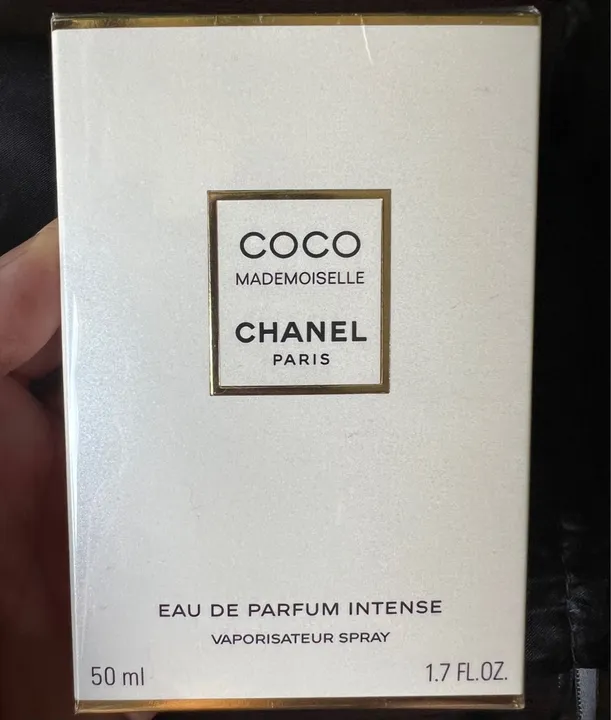 COCO
MADEMOISELLE
CHANEL
PARIS
EAU DE PARFUM INTENSE
VAPORISATEUR SPRAY
50 ml 1.7 FL.OZ.